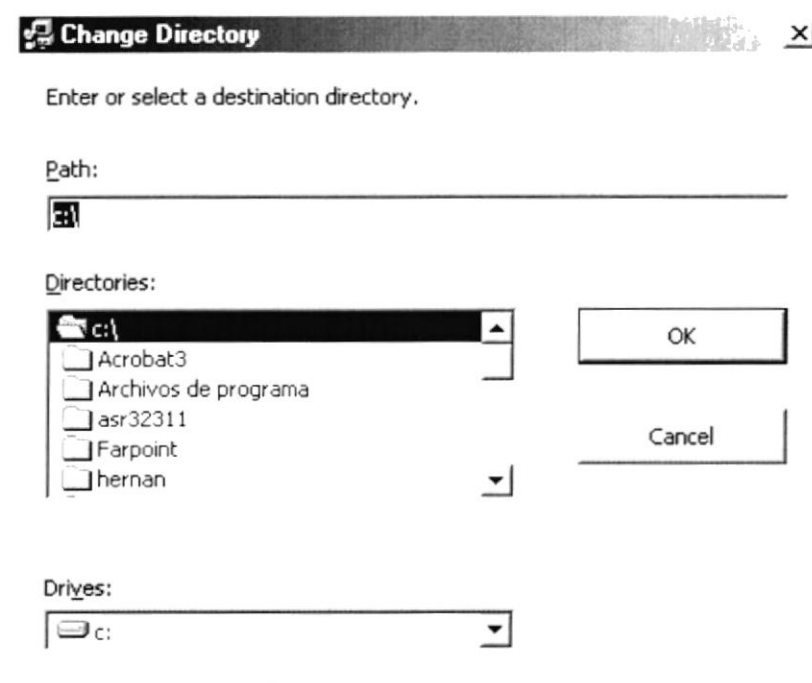 Change Directory
Enter or select a destination directory.
Path:
c:\
Directories:
c:\
Acrobat3
Archivos de programa
asr32311
Farpoint
hernan
OK
Cancel
Drives:
c: